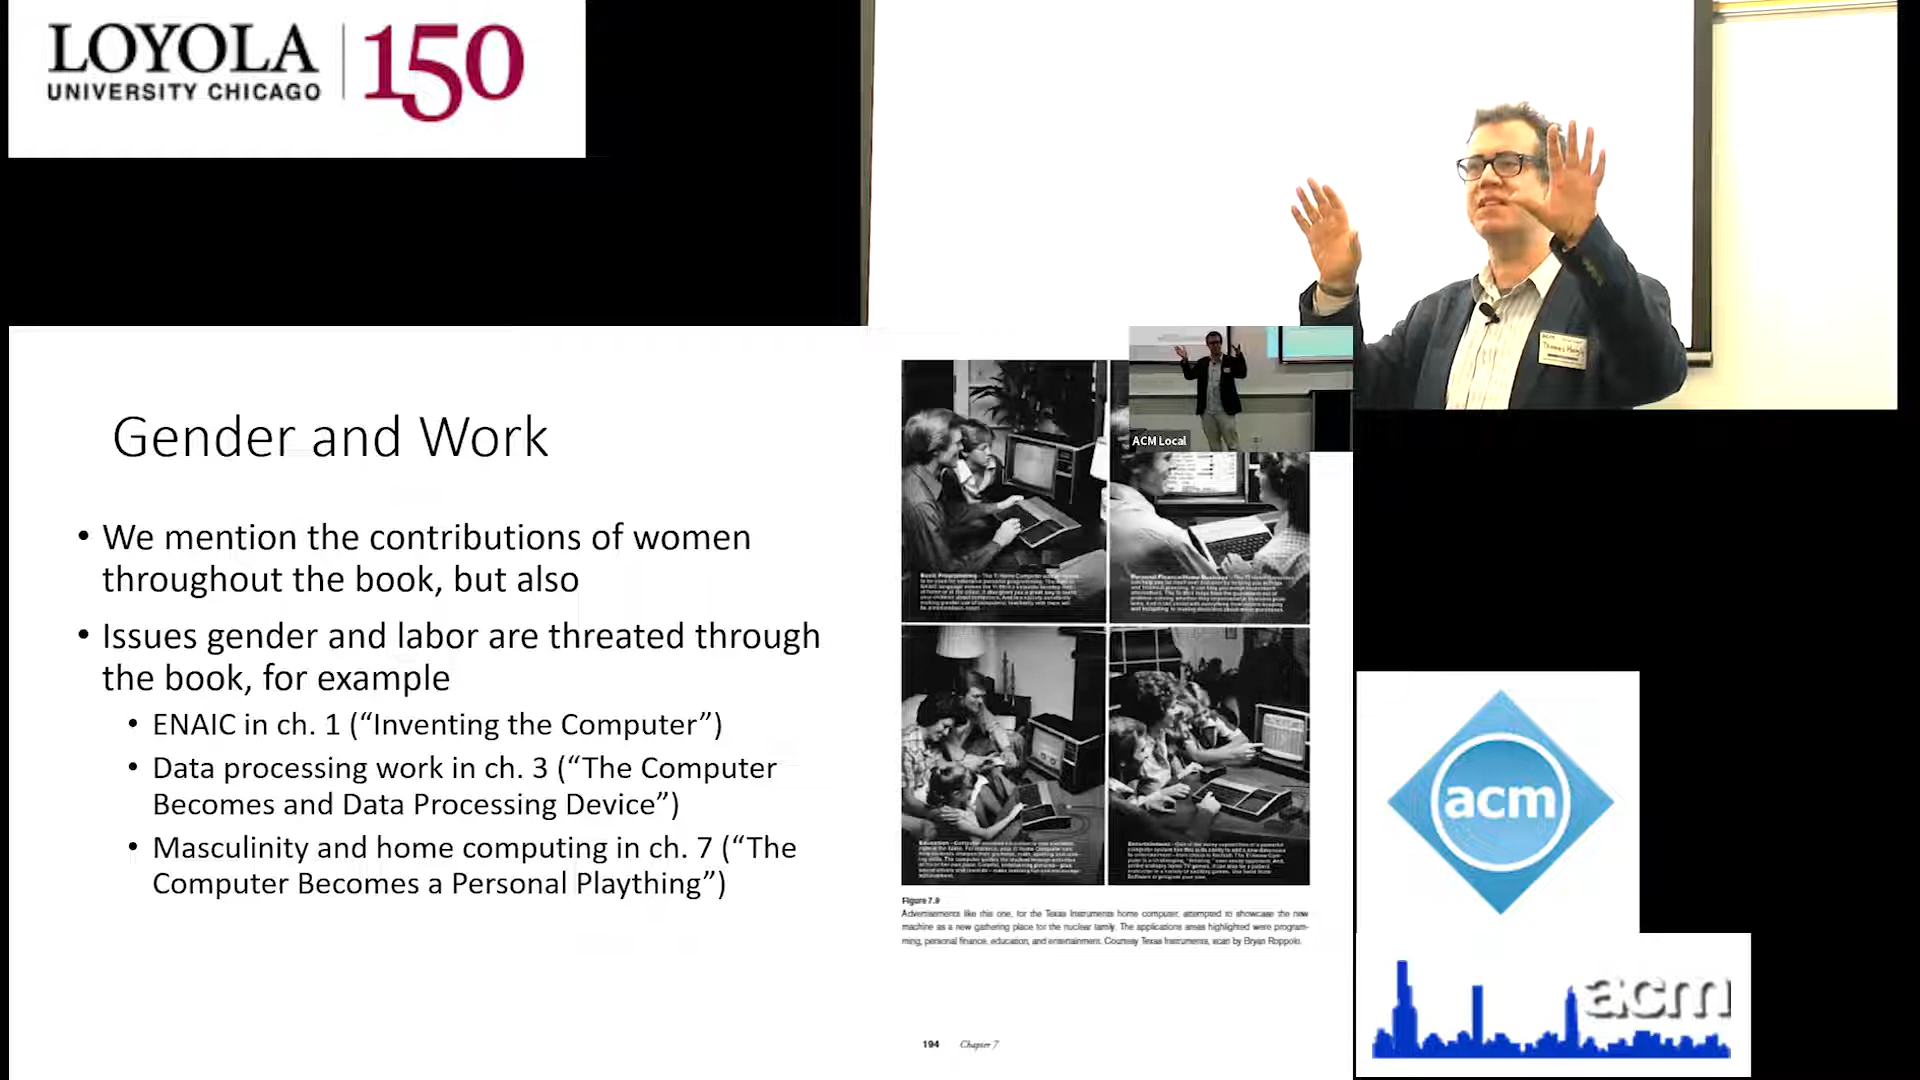 LOYOLA
UNIVERSITY CHICAGO
150
Thomas
ACM Local
Gender and Work
• We mention the contributions of women
throughout the book, but also
• Issues gender and labor are threated through
the book, for example
• ENAIC in ch. 1 (“Inventing the Computer”)
• Data processing work in ch. 3 (“The Computer
Becomes and Data Processing Device”)
• Masculinity and home computing in ch. 7 (“The
Computer Becomes a Personal Plaything”)
Figure 7.9
Advertisements like this one, for the Texas Instruments home computer, attempted to showcase the new
machine as a new gathering place for the nuclear family. The applications areas highlighted were program-
ming, personal finance, education, and entertainment. Courtesy Texas Instruments, scan by Bryan Roppolo.
194 Chapter 7
acm
acm